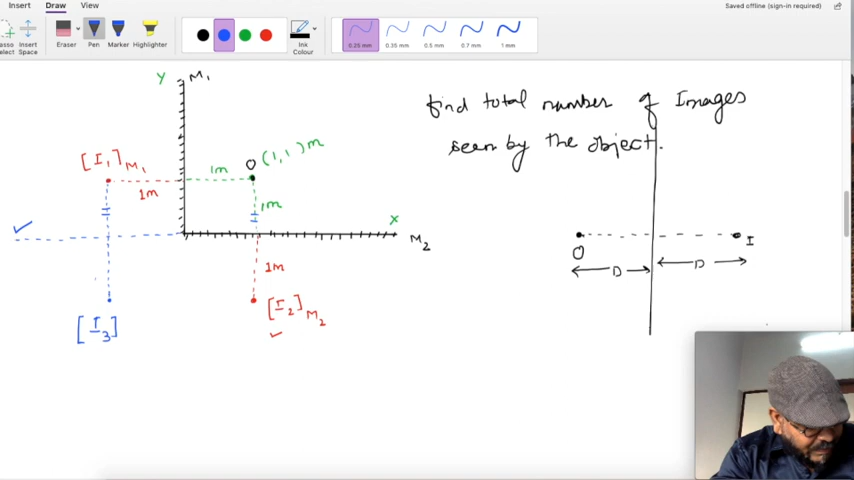 Insert Draw View
Saved offline (sign-in required)
Lasso Select
Insert Space
Eraser
Pen
Marker
Highlighter
Ink Colour
0.25 mm
0.35 mm
0.5 mm
0.7 mm
1 mm
Y M1
find total number of Images
seen by the object.
[I1]M1
O (1,1)m
1m
1m
1m
X
M2
1m
[I2]M2
[I3]
O I
D D